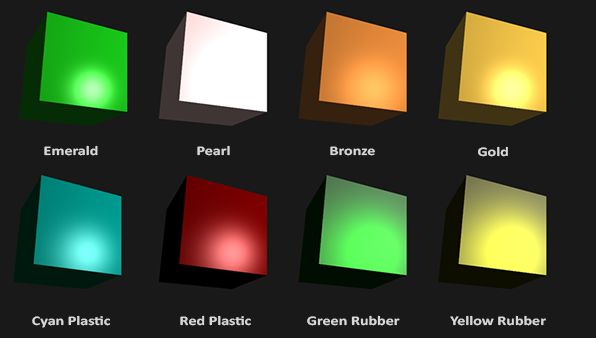 Emerald
Pearl
Bronze
Gold
Cyan Plastic
Red Plastic
Green Rubber
Yellow Rubber